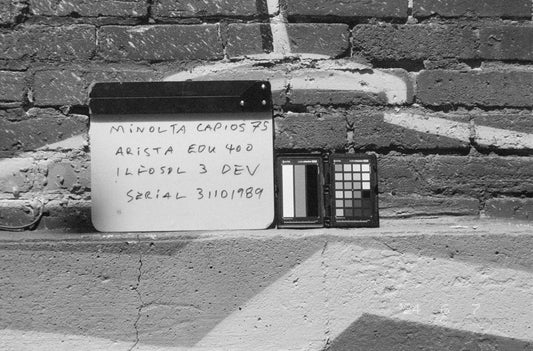 MINOLTA CAPIOS 75
ARISTA EDU 400
ILFOSOL 3 DEV
SERIAL 31101989